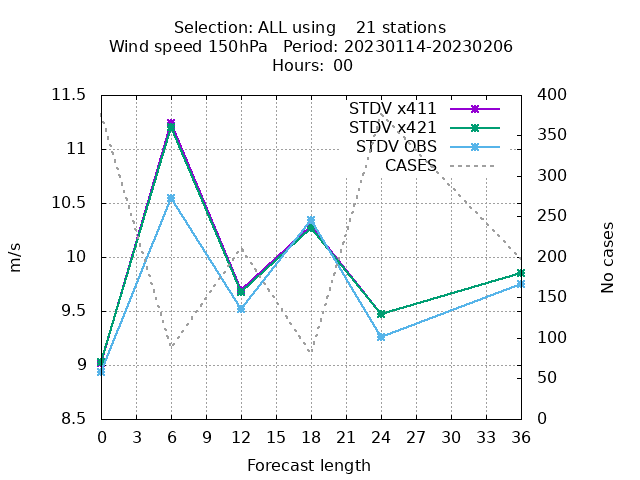 Selection: ALL using    21 stations
Wind speed 150hPa   Period: 20230114-20230206
Hours:  00
11.5
11
10.5
10
9.5
9
8.5
m/s
STDV x411
STDV x421
STDV OBS
CASES
400
350
300
250
200
150
100
50
0
No cases
0 3 6 9 12 15 18 21 24 27 30 33 36
Forecast length